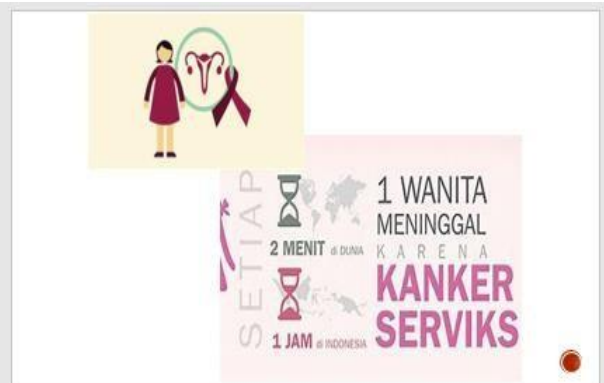 SETIAP
2 MENIT di DUNIA
1 JAM di INDONESIA
1 WANITA
MENINGGAL
KARENA
KANKER
SERVIKS